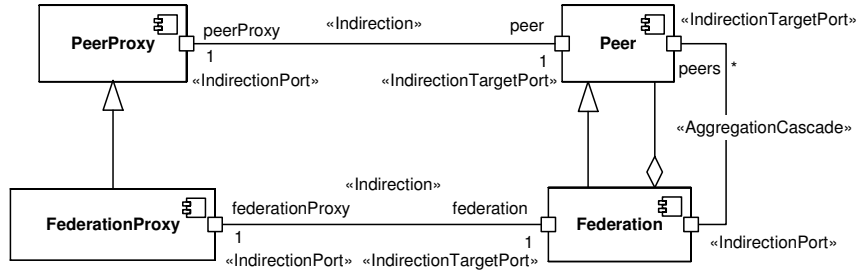 «Indirection»
«IndirectionTargetPort»
peerProxy
peer
PeerProxy
Peer
1
1
peers *
«IndirectionPort»
«IndirectionTargetPort»
«AggregationCascade»
«Indirection»
federationProxy
federation
FederationProxy
Federation
1
1
«IndirectionPort»
«IndirectionPort»
«IndirectionTargetPort»